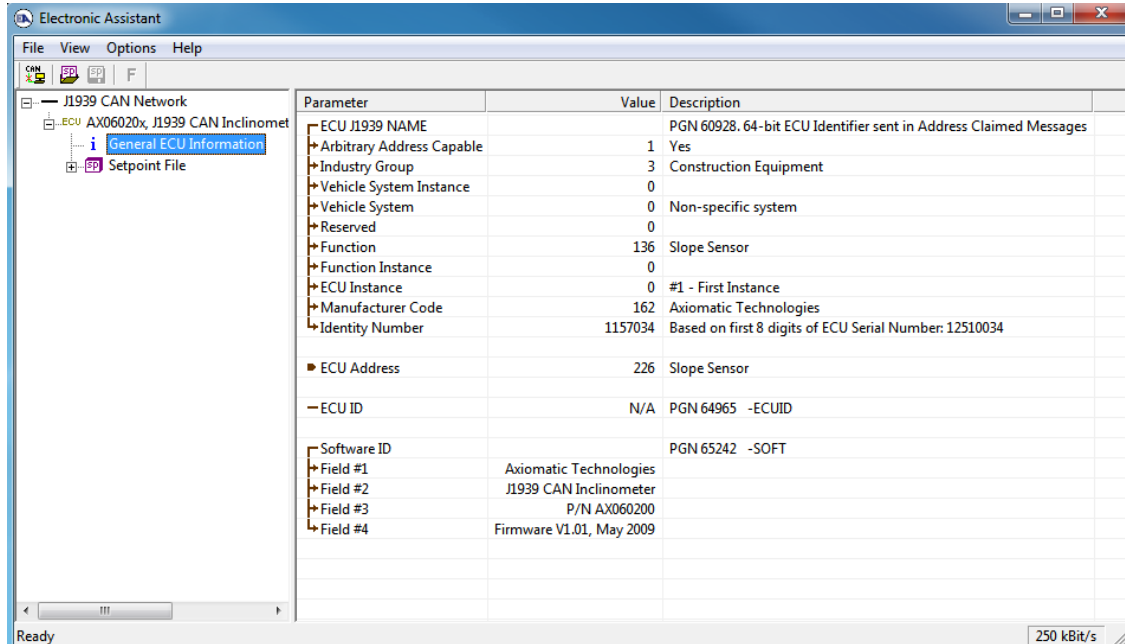 Electronic Assistant
File View Options Help
CAN SP SP F
J1939 CAN Network
ECU AX06020x, J1939 CAN Inclinomet
i General ECU Information
SP Setpoint File
Parameter Value Description
ECU J1939 NAME PGN 60928. 64-bit ECU Identifier sent in Address Claimed Messages
Arbitrary Address Capable 1 Yes
Industry Group 3 Construction Equipment
Vehicle System Instance 0
Vehicle System 0 Non-specific system
Reserved 0
Function 136 Slope Sensor
Function Instance 0
ECU Instance 0 #1 - First Instance
Manufacturer Code 162 Axiomatic Technologies
Identity Number 1157034 Based on first 8 digits of ECU Serial Number: 12510034
ECU Address 226 Slope Sensor
ECU ID N/A PGN 64965 -ECUID
Software ID PGN 65242 -SOFT
Field #1 Axiomatic Technologies
Field #2 J1939 CAN Inclinometer
Field #3 P/N AX060200
Field #4 Firmware V1.01, May 2009
Ready 250 kBit/s